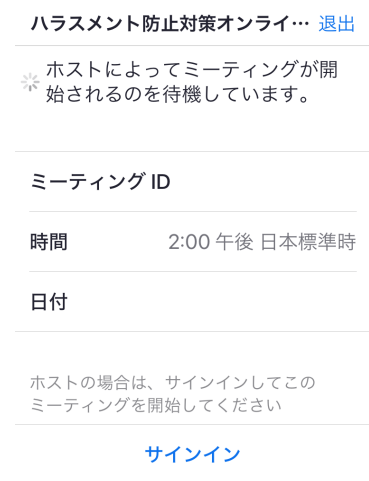 ハラスメント防止対策オンライ… 退出
ホストによってミーティングが開
始されるのを待機しています。
ミーティング ID
時間 2:00 午後 日本標準時
日付
ホストの場合は、サインインしてこの
ミーティングを開始してください
サインイン